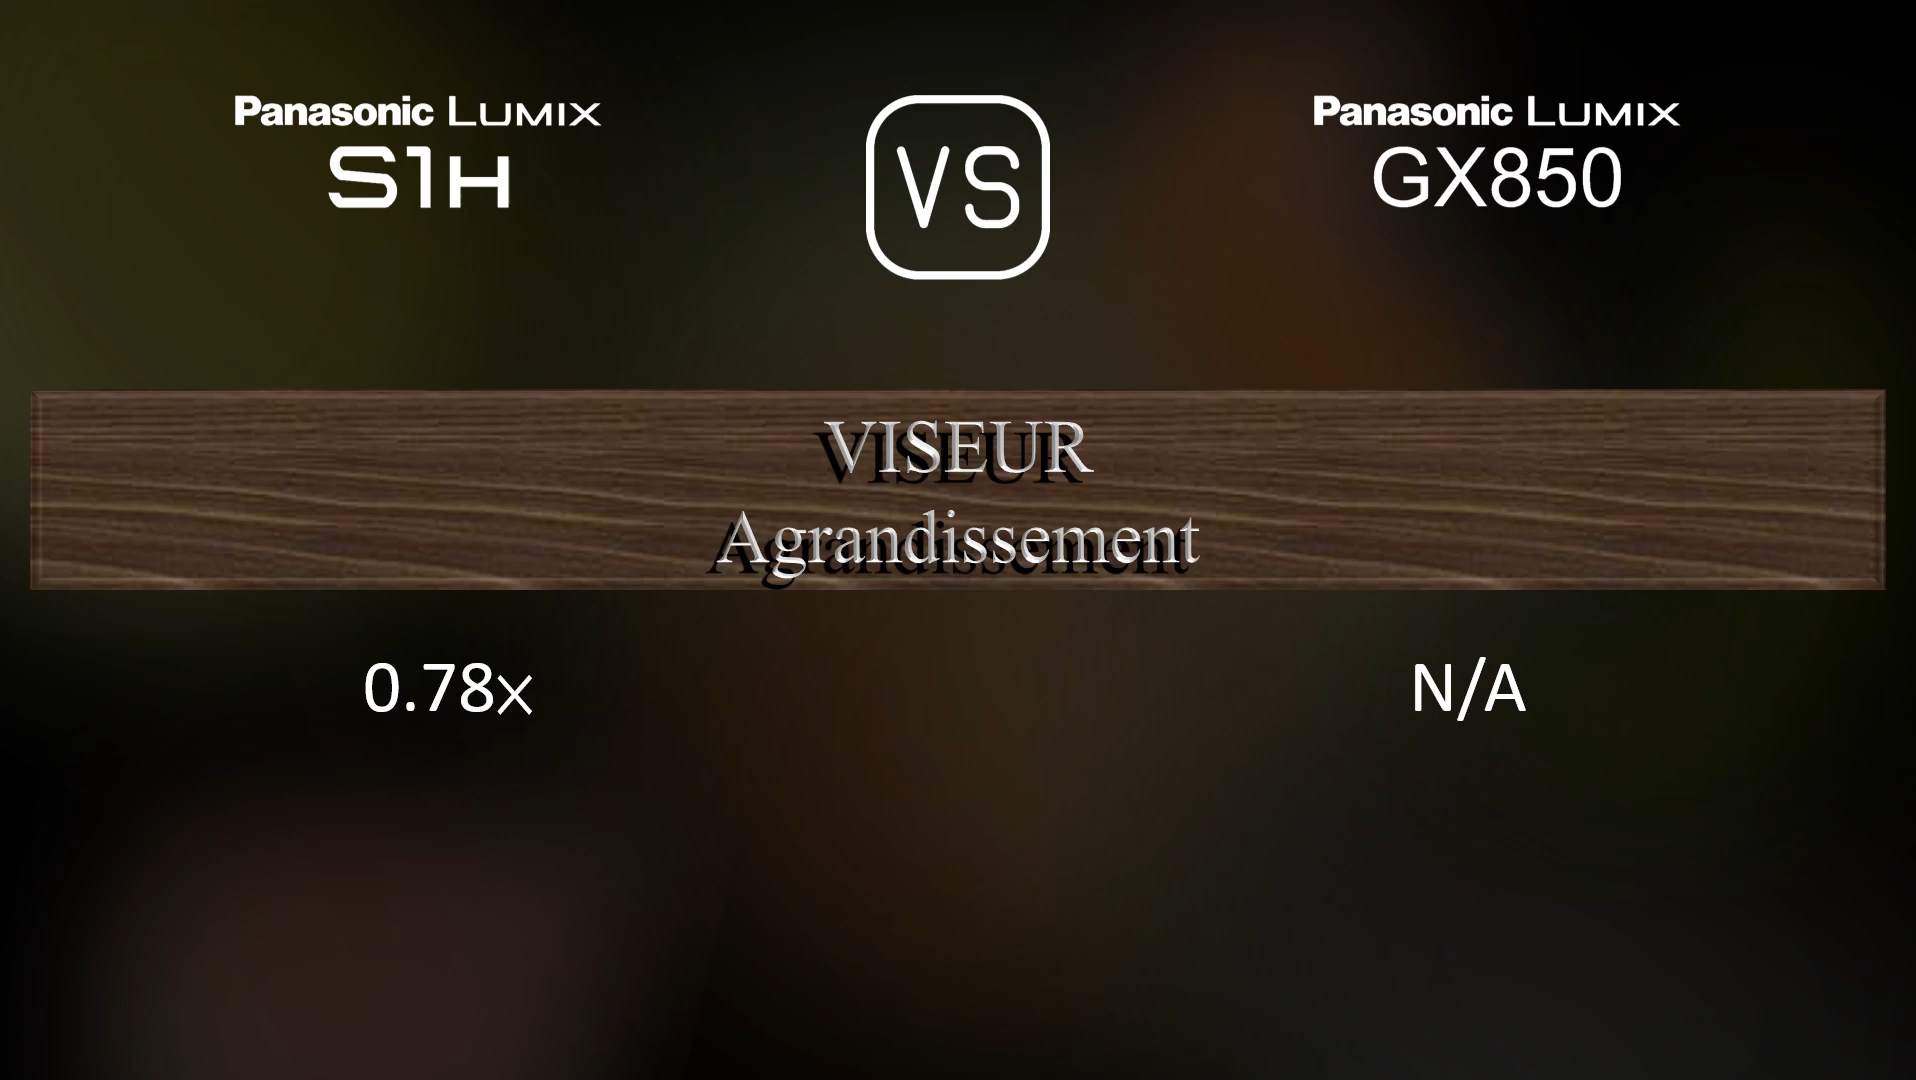 Panasonic LUMIX
S1H
VS
Panasonic LUMIX
GX850
VISEUR
Agrandissement
0.78x
N/A